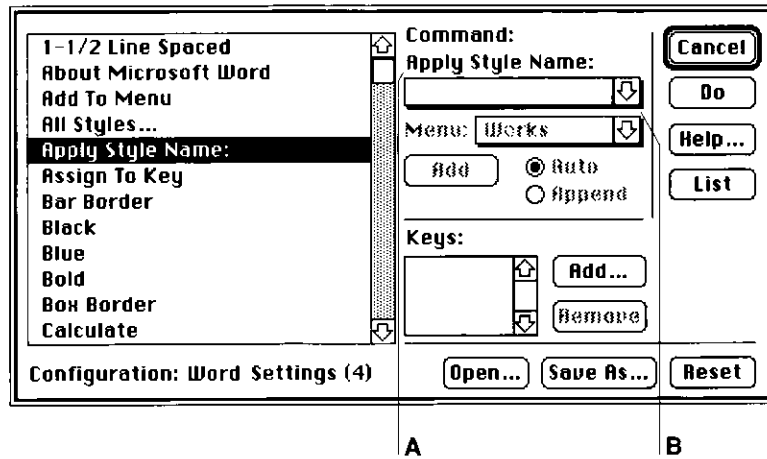 1-1/2 Line Spaced
About Microsoft Word
Add To Menu
All Styles...
Apply Style Name:
Assign To Key
Bar Border
Black
Blue
Bold
Box Border
Calculate
Configuration: Word Settings (4)
Command:
Apply Style Name:
Menu: Works
Add
Auto
Append
Keys:
Add...
Remove
Open...
Save As...
Reset
Cancel
Do
Help...
List
A
B